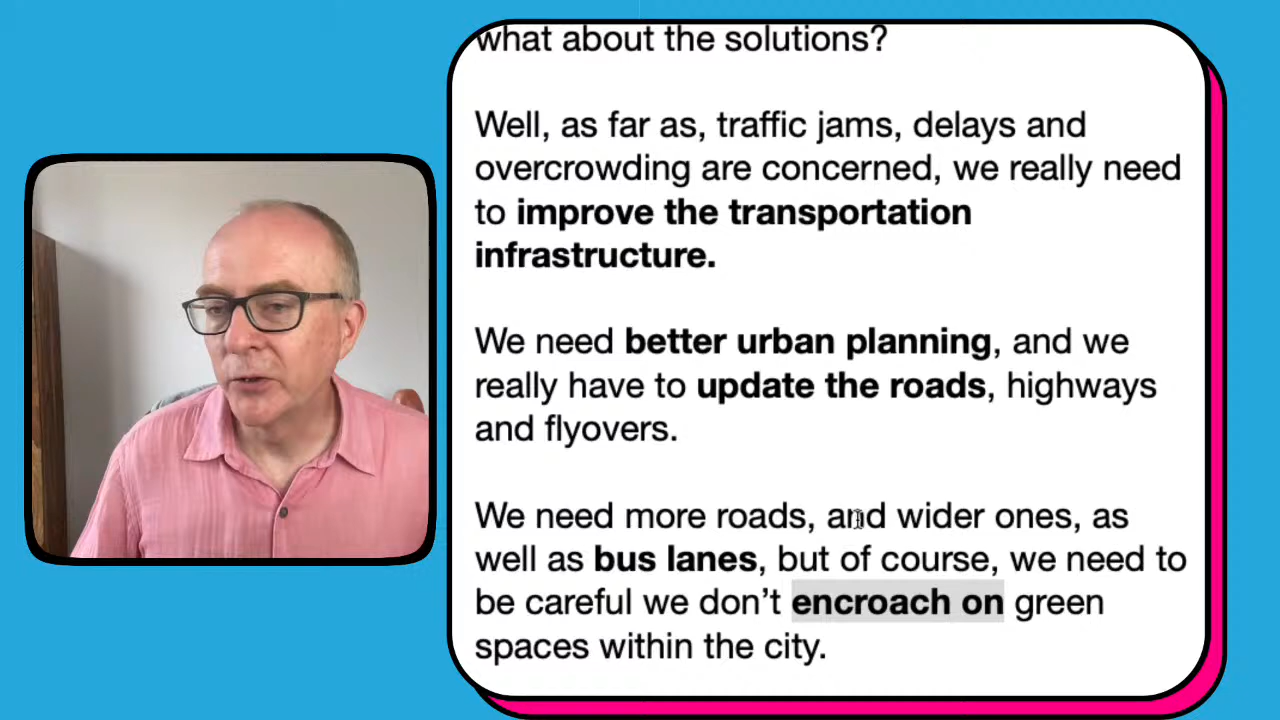 what about the solutions?
Well, as far as, traffic jams, delays and
overcrowding are concerned, we really need
to improve the transportation
infrastructure.
We need better urban planning, and we
really have to update the roads, highways
and flyovers.
We need more roads, and wider ones, as
well as bus lanes, but of course, we need to
be careful we don’t encroach on green
spaces within the city.